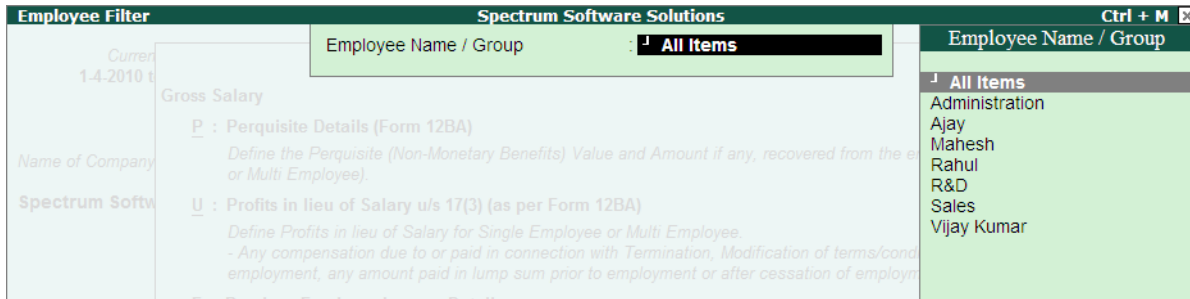 Employee Filter Spectrum Software Solutions Ctrl + M
Employee Name / Group : ┘ All Items
Employee Name / Group
┘ All Items
Administration
Ajay
Mahesh
Rahul
R&D
Sales
Vijay Kumar
Curren
1-4-2010 t
Gross Salary
P : Perquisite Details (Form 12BA)
Define the Perquisite (Non-Monetary Benefits) Value and Amount if any, recovered from the e
or Multi Employee).
Name of Company
Spectrum Softw
U : Profits in lieu of Salary u/s 17(3) (as per Form 12BA)
Define Profits in lieu of Salary for Single Employee or Multi Employee.
- Any compensation due to or paid in connection with Termination, Modification of terms/cond
employment, any amount paid in lump sum prior to employment or after cessation of employm